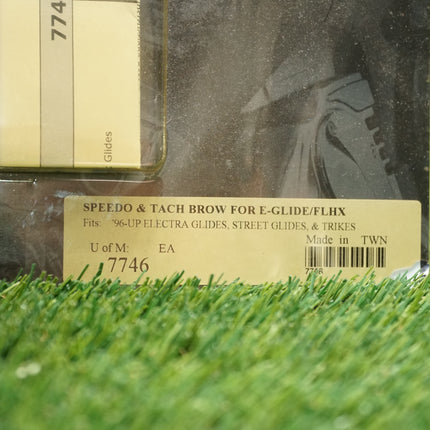 774
Glides
SPEEDO & TACH BROW FOR E-GLIDE/FLHX
Fits: '96-UP ELECTRA GLIDES, STREET GLIDES, & TRIKES
U of M: EA
Made in TWN
7746
7746